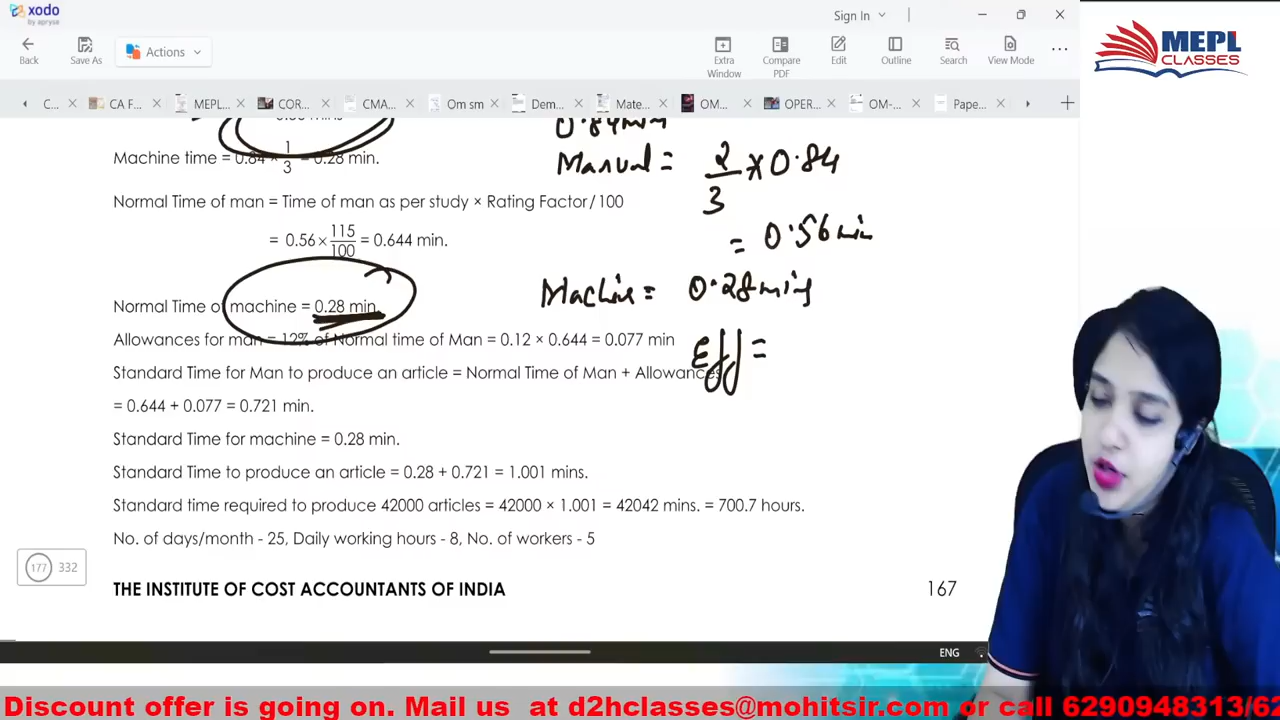 xodo
by apryse
Sign In
Back
Save As
Actions
Extra Window
Compare PDF
Edit
Outline
Search
View Mode
C...
CA F...
MEPL...
COR...
CMA...
Om sm
Dem...
Mate...
OM...
OPER...
OM-...
Pape...
MEPL
CLASSES
0.84min
Machine time = 0.84 × 1/3 = 0.28 min.
Manual = 2/3 × 0.84
Normal Time of man = Time of man as per study × Rating Factor/100
= 0.56 × 115/100 = 0.644 min.
= 0.56 min
Normal Time of machine = 0.28 min.
Machine = 0.28 mins
Allowances for man = 12% of Normal time of Man = 0.12 × 0.644 = 0.077 min
Eff =
Standard Time for Man to produce an article = Normal Time of Man + Allowances
= 0.644 + 0.077 = 0.721 min.
Standard Time for machine = 0.28 min.
Standard Time to produce an article = 0.28 + 0.721 = 1.001 mins.
Standard time required to produce 42000 articles = 42000 × 1.001 = 42042 mins. = 700.7 hours.
No. of days/month - 25, Daily working hours - 8, No. of workers - 5
177 332
THE INSTITUTE OF COST ACCOUNTANTS OF INDIA
167
ENG
Discount offer is going on. Mail us at d2hclasses@mohitsir.com or call 6290948313/62